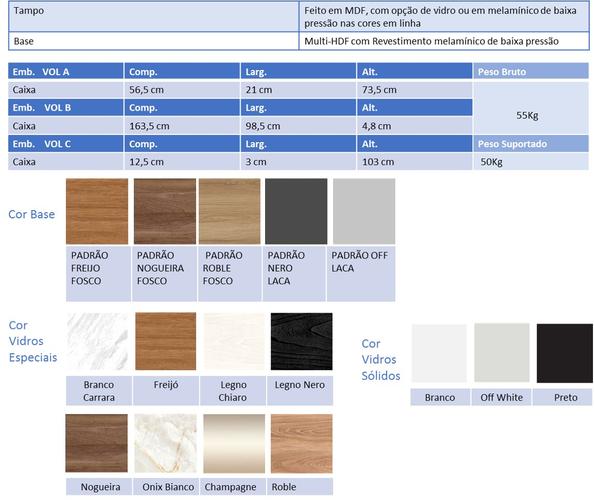 Tampo
Feito em MDF, com opção de vidro ou em melamínico de baixa
pressão nas cores em linha
Base
Multi-HDF com Revestimento melamínico de baixa pressão
Emb. VOL A Comp. Larg. Alt. Peso Bruto
Caixa 56,5 cm 21 cm 73,5 cm
55Kg
Emb. VOL B Comp. Larg. Alt.
Caixa 163,5 cm 98,5 cm 4,8 cm
Emb. VOL C Comp. Larg. Alt. Peso Suportado
Caixa 12,5 cm 3 cm 103 cm 50Kg
Cor Base
PADRÃO
FREIJO
FOSCO
PADRÃO
NOGUEIRA
FOSCO
PADRÃO
ROBLE
FOSCO
PADRÃO
NERO
LACA
PADRÃO OFF
LACA
Cor
Vidros
Especiais
Branco
Carrara
Freijó
Legno
Chiaro
Legno Nero
Nogueira
Onix Bianco
Champagne
Roble
Cor
Vidros
Sólidos
Branco
Off White
Preto